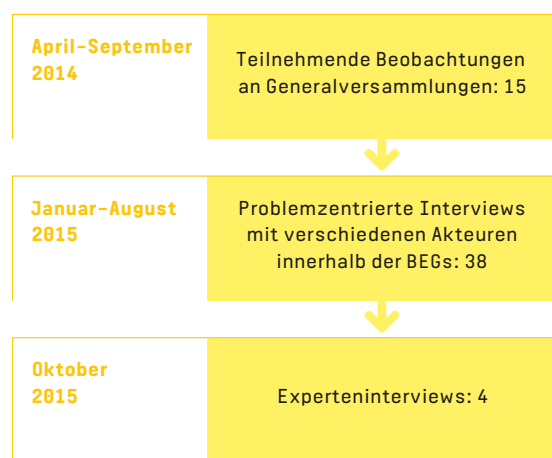 April–September
2014
Teilnehmende Beobachtungen
an Generalversammlungen: 15
Januar–August
2015
Problemzentrierte Interviews
mit verschiedenen Akteuren
innerhalb der BEGs: 38
Oktober
2015
Experteninterviews: 4